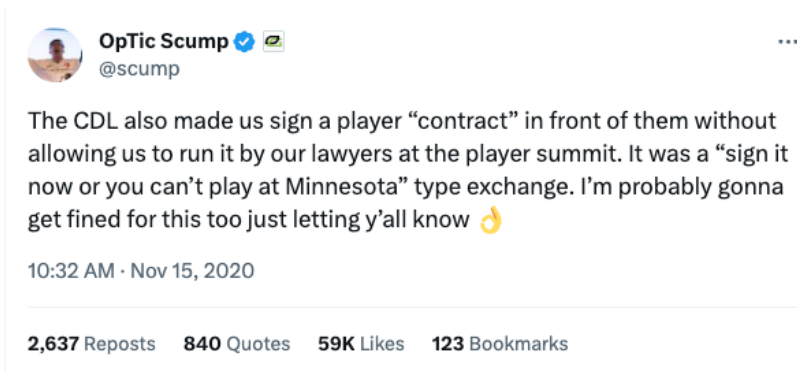 OpTic Scump
@scump
The CDL also made us sign a player “contract” in front of them without
allowing us to run it by our lawyers at the player summit. It was a “sign it
now or you can’t play at Minnesota” type exchange. I’m probably gonna
get fined for this too just letting y’all know 👌
10:32 AM · Nov 15, 2020
2,637 Reposts 840 Quotes 59K Likes 123 Bookmarks